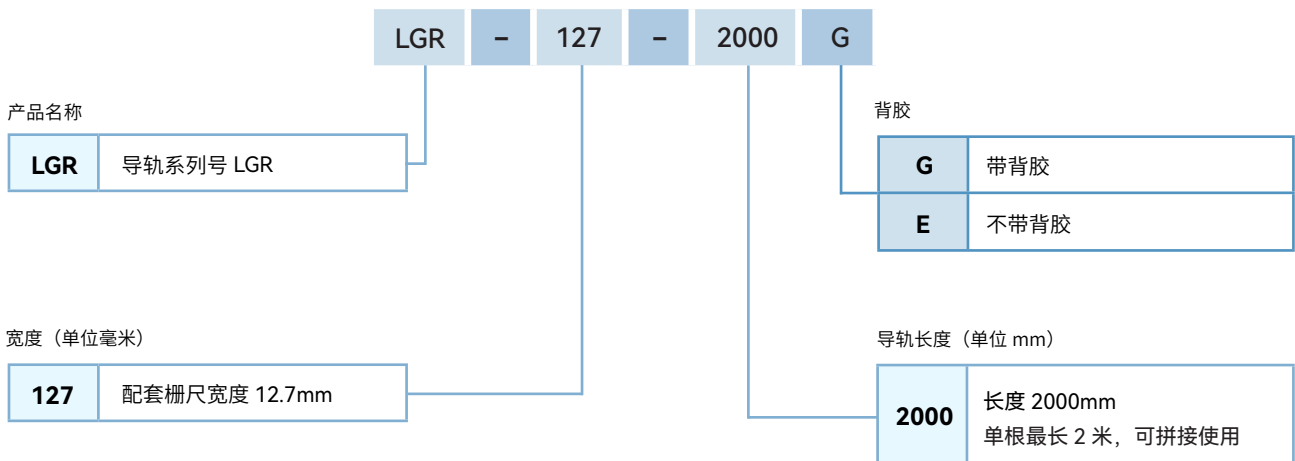 LGR – 127 – 2000 G
产品名称
LGR 导轨系列号 LGR
背胶
G 带背胶
E 不带背胶
宽度（单位毫米）
127 配套栅尺宽度 12.7mm
导轨长度（单位 mm）
2000 长度 2000mm
单根最长 2 米，可拼接使用